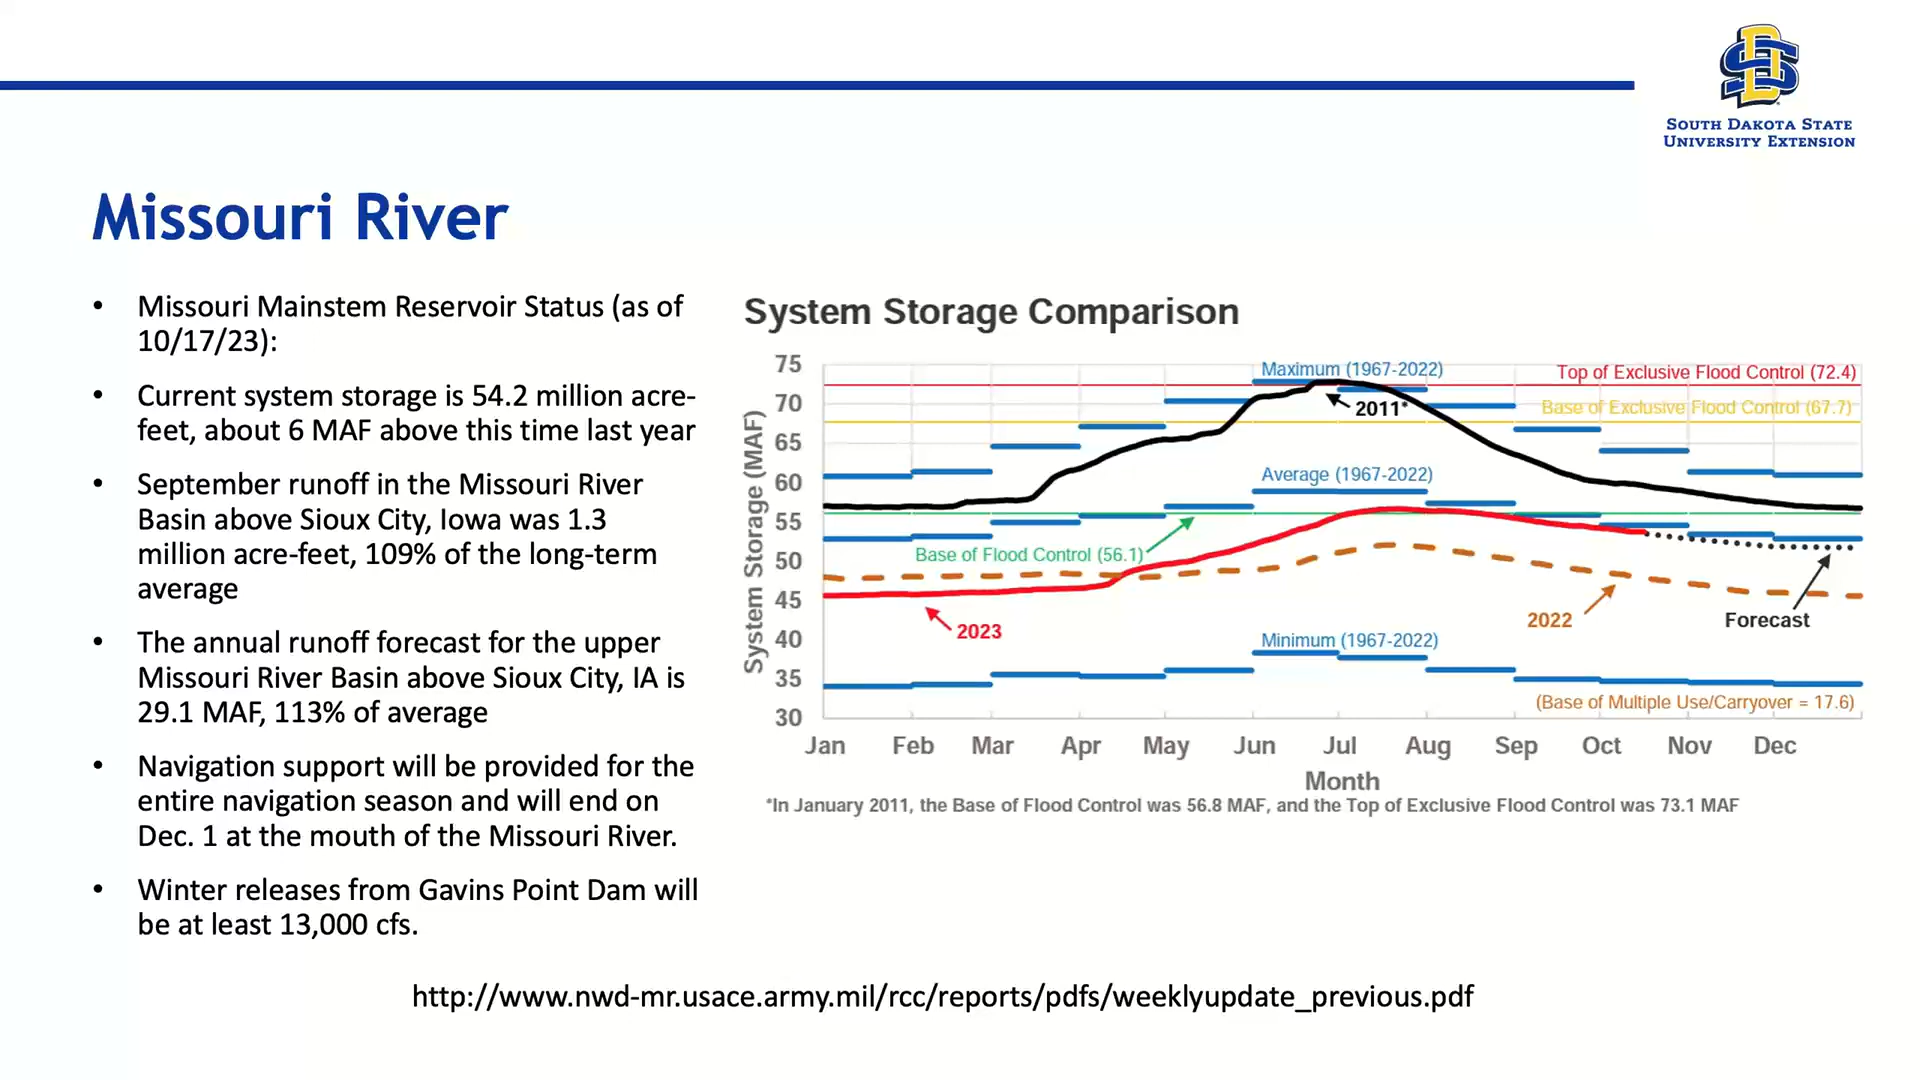 SOUTH DAKOTA STATE
UNIVERSITY EXTENSION
Missouri River
• Missouri Mainstem Reservoir Status (as of
10/17/23):
• Current system storage is 54.2 million acre-
feet, about 6 MAF above this time last year
• September runoff in the Missouri River
Basin above Sioux City, Iowa was 1.3
million acre-feet, 109% of the long-term
average
• The annual runoff forecast for the upper
Missouri River Basin above Sioux City, IA is
29.1 MAF, 113% of average
• Navigation support will be provided for the
entire navigation season and will end on
Dec. 1 at the mouth of the Missouri River.
• Winter releases from Gavins Point Dam will
be at least 13,000 cfs.
System Storage Comparison
System Storage (MAF)
75
70
65
60
55
50
45
40
35
30
Maximum (1967-2022)
Top of Exclusive Flood Control (72.4)
2011*
Base of Exclusive Flood Control (67.7)
Average (1967-2022)
Base of Flood Control (56.1)
2023
2022
Forecast
Minimum (1967-2022)
(Base of Multiple Use/Carryover = 17.6)
Jan Feb Mar Apr May Jun Jul Aug Sep Oct Nov Dec
Month
*In January 2011, the Base of Flood Control was 56.8 MAF, and the Top of Exclusive Flood Control was 73.1 MAF
http://www.nwd-mr.usace.army.mil/rcc/reports/pdfs/weeklyupdate_previous.pdf